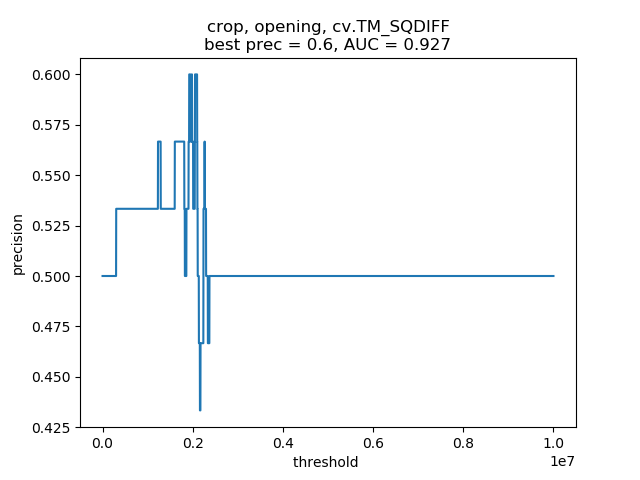 crop, opening, cv.TM_SQDIFF
best prec = 0.6, AUC = 0.927
0.600
0.575
0.550
0.525
0.500
0.475
0.450
0.425
precision
0.0
0.2
0.4
0.6
0.8
1.0
1e7
threshold